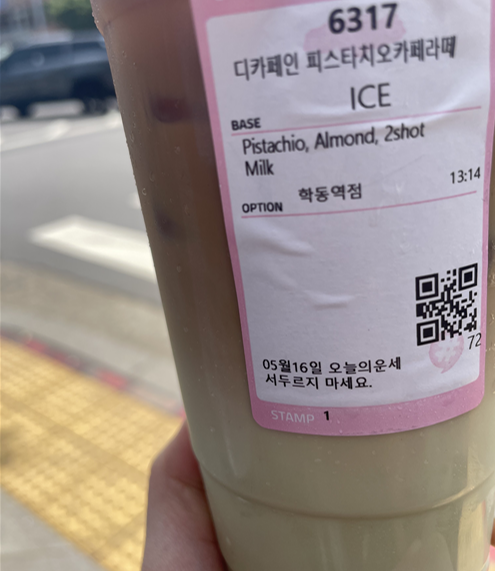 6317
디카페인 피스타치오카페라떼
ICE
BASE
Pistachio, Almond, 2shot
Milk
13:14
OPTION 학동역점
72
05월16일 오늘의운세
서두르지 마세요.
STAMP 1